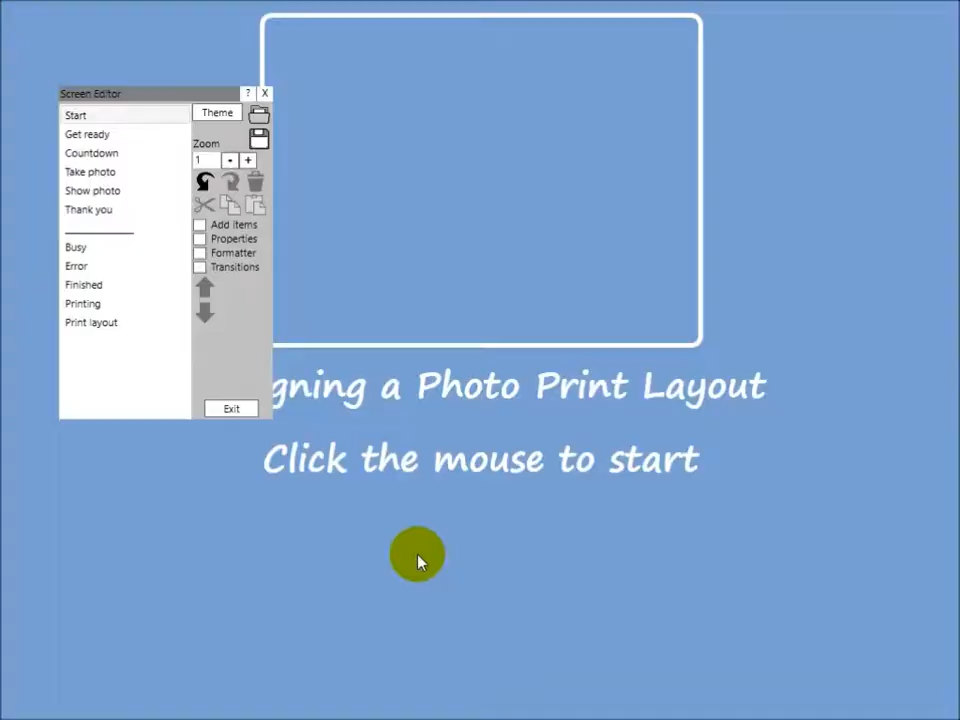 Screen Editor ? X
Start
Get ready
Countdown
Take photo
Show photo
Thank you
Busy
Error
Finished
Printing
Print layout
Theme
Zoom
1 - +
Add items
Properties
Formatter
Transitions
Exit
gning a Photo Print Layout
Click the mouse to start